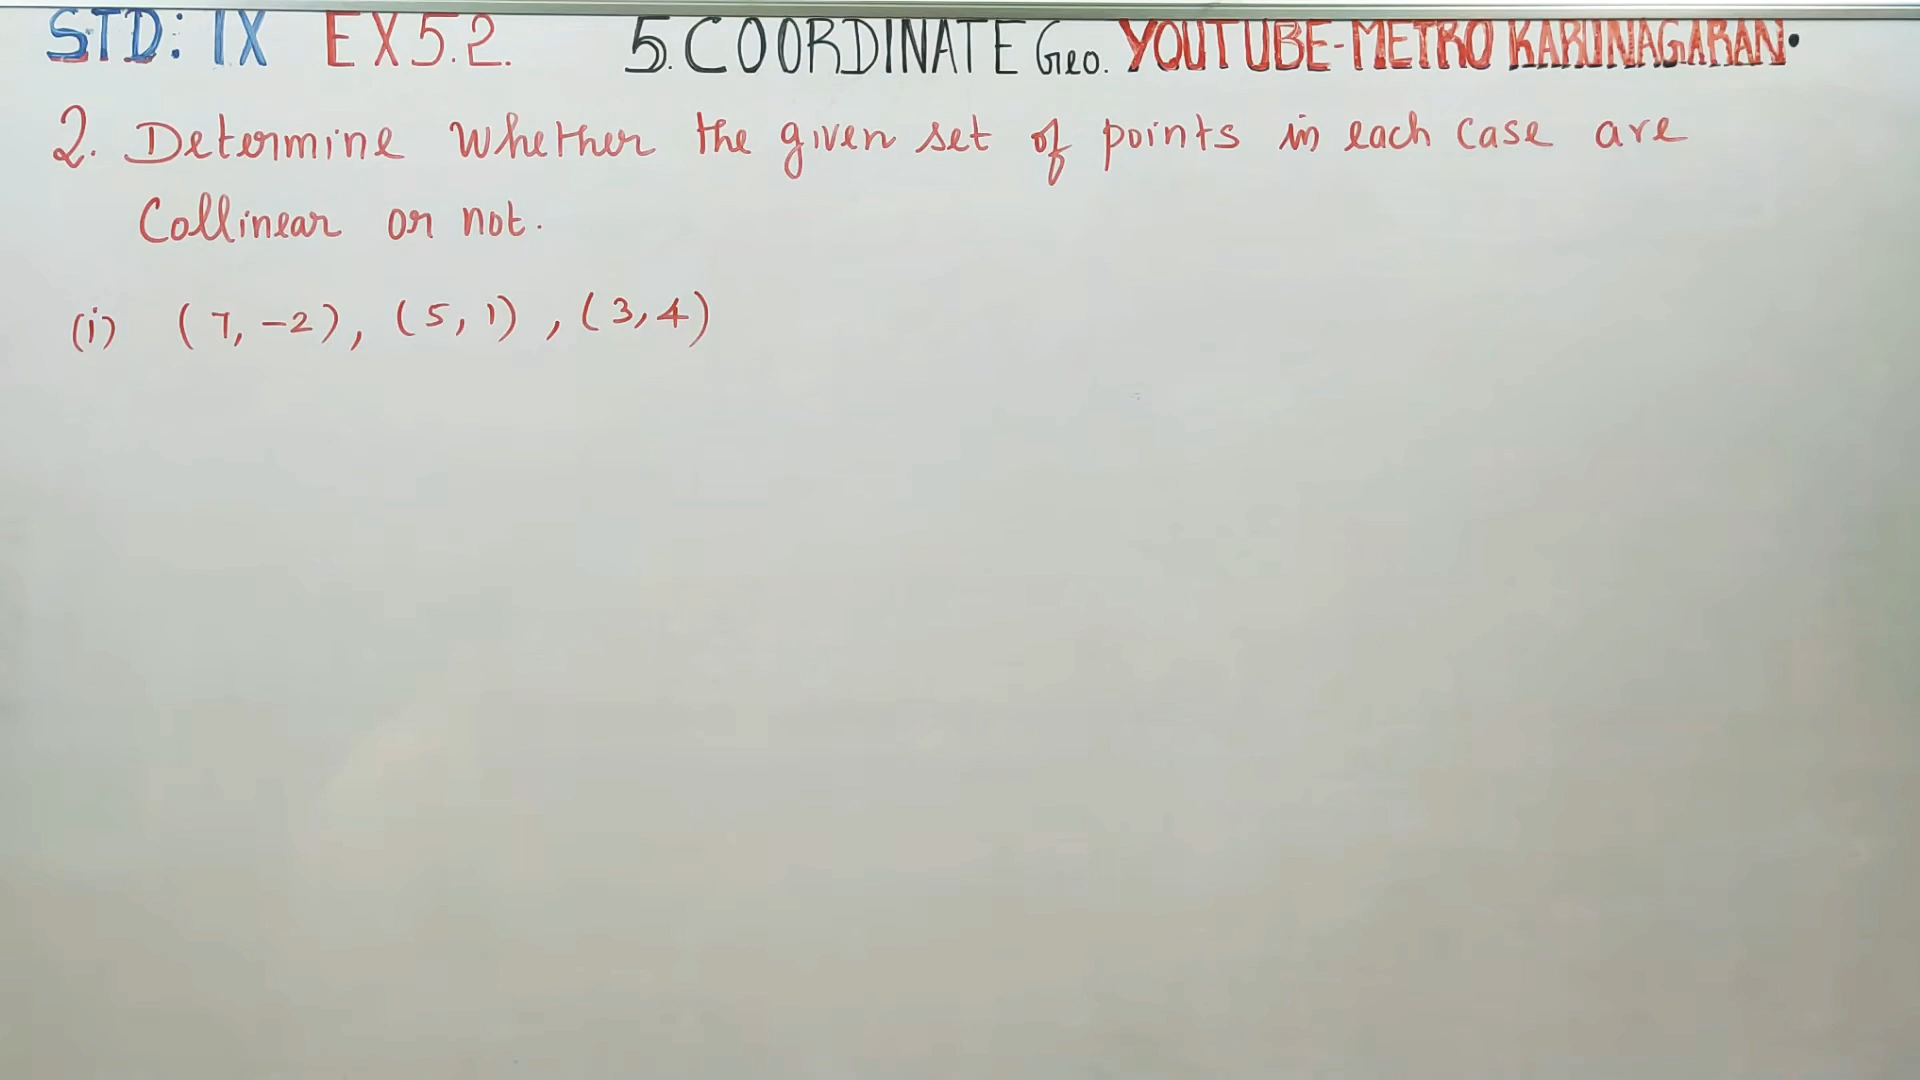 STD: IX EX 5.2. 5. COORDINATE Geo. YOUTUBE-METRO KARUNAGARAN.
2. Determine whether the given set of points in each case are
Collinear or not.
(i) (7, -2), (5, 1), (3, 4)